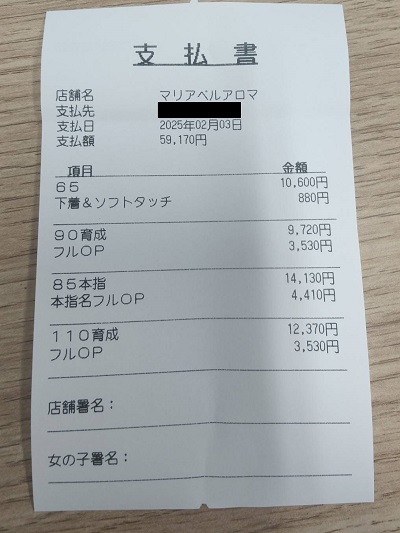 支 払 書
店舗名 マリアベルアロマ
支払先
支払日 2025年02月03日
支払額 59,170円
項目 金額
65 10,600円
下着&ソフトタッチ 880円
90育成 9,720円
フルOP 3,530円
85本指 14,130円
本指名フルOP 4,410円
110育成 12,370円
フルOP 3,530円
店舗署名:
女の子署名: